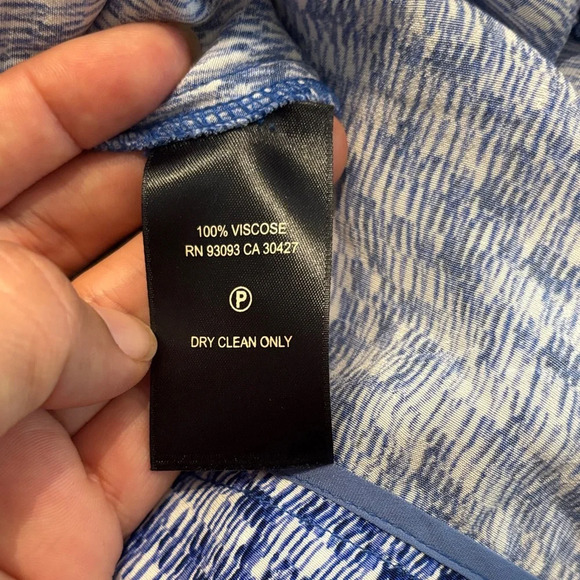 100% VISCOSE
RN 93093 CA 30427
P
DRY CLEAN ONLY